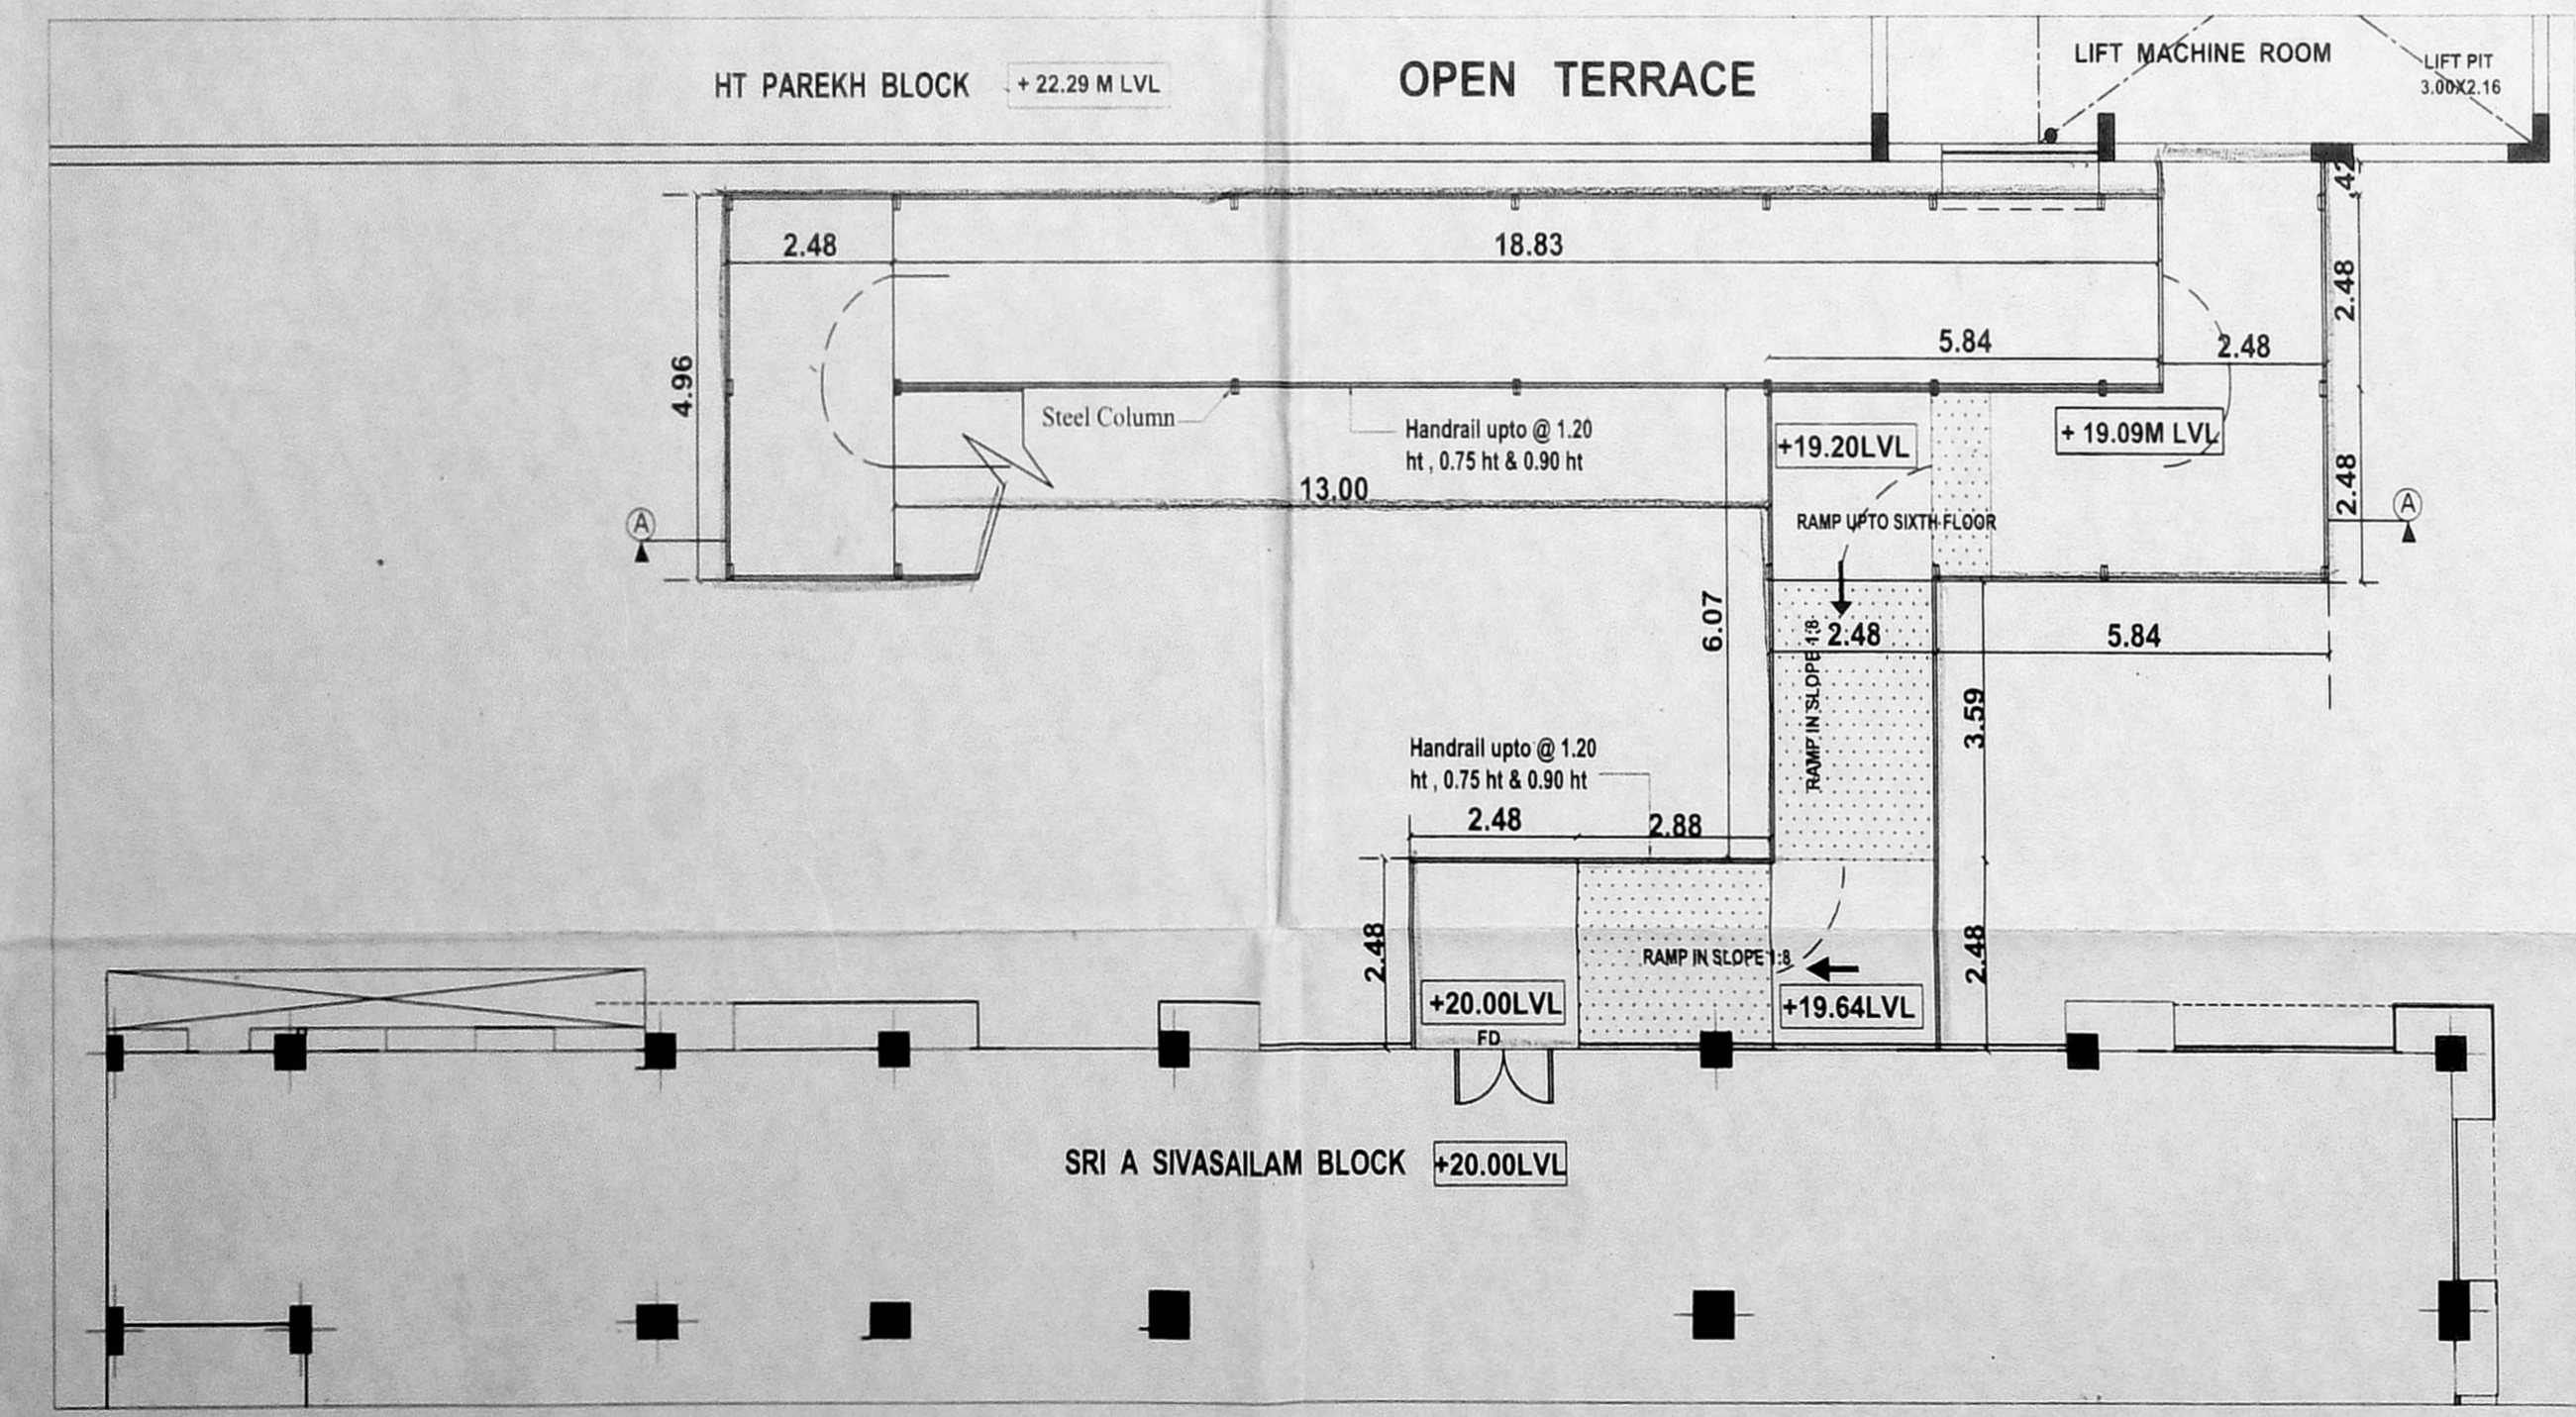 HT PAREKH BLOCK
+ 22.29 M LVL
OPEN TERRACE
LIFT MACHINE ROOM
LIFT PIT
3.00X2.16
.42
2.48
18.83
2.48
5.84
2.48
4.96
Steel Column
Handrail upto @ 1.20
ht , 0.75 ht & 0.90 ht
+19.20LVL
+ 19.09M LVL
2.48
13.00
A
RAMP UPTO SIXTH FLOOR
A
6.07
2.48
5.84
RAMP IN SLOPE 1:8
3.59
Handrail upto @ 1.20
ht , 0.75 ht & 0.90 ht
2.48
2.88
2.48
RAMP IN SLOPE 1:8
2.48
+20.00LVL
+19.64LVL
FD
SRI A SIVASAILAM BLOCK
+20.00LVL